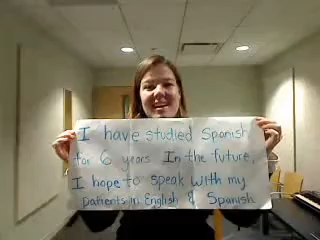 I have studied Spanish
for 6 years In the future,
I hope to speak with my
patients in English & Spanish